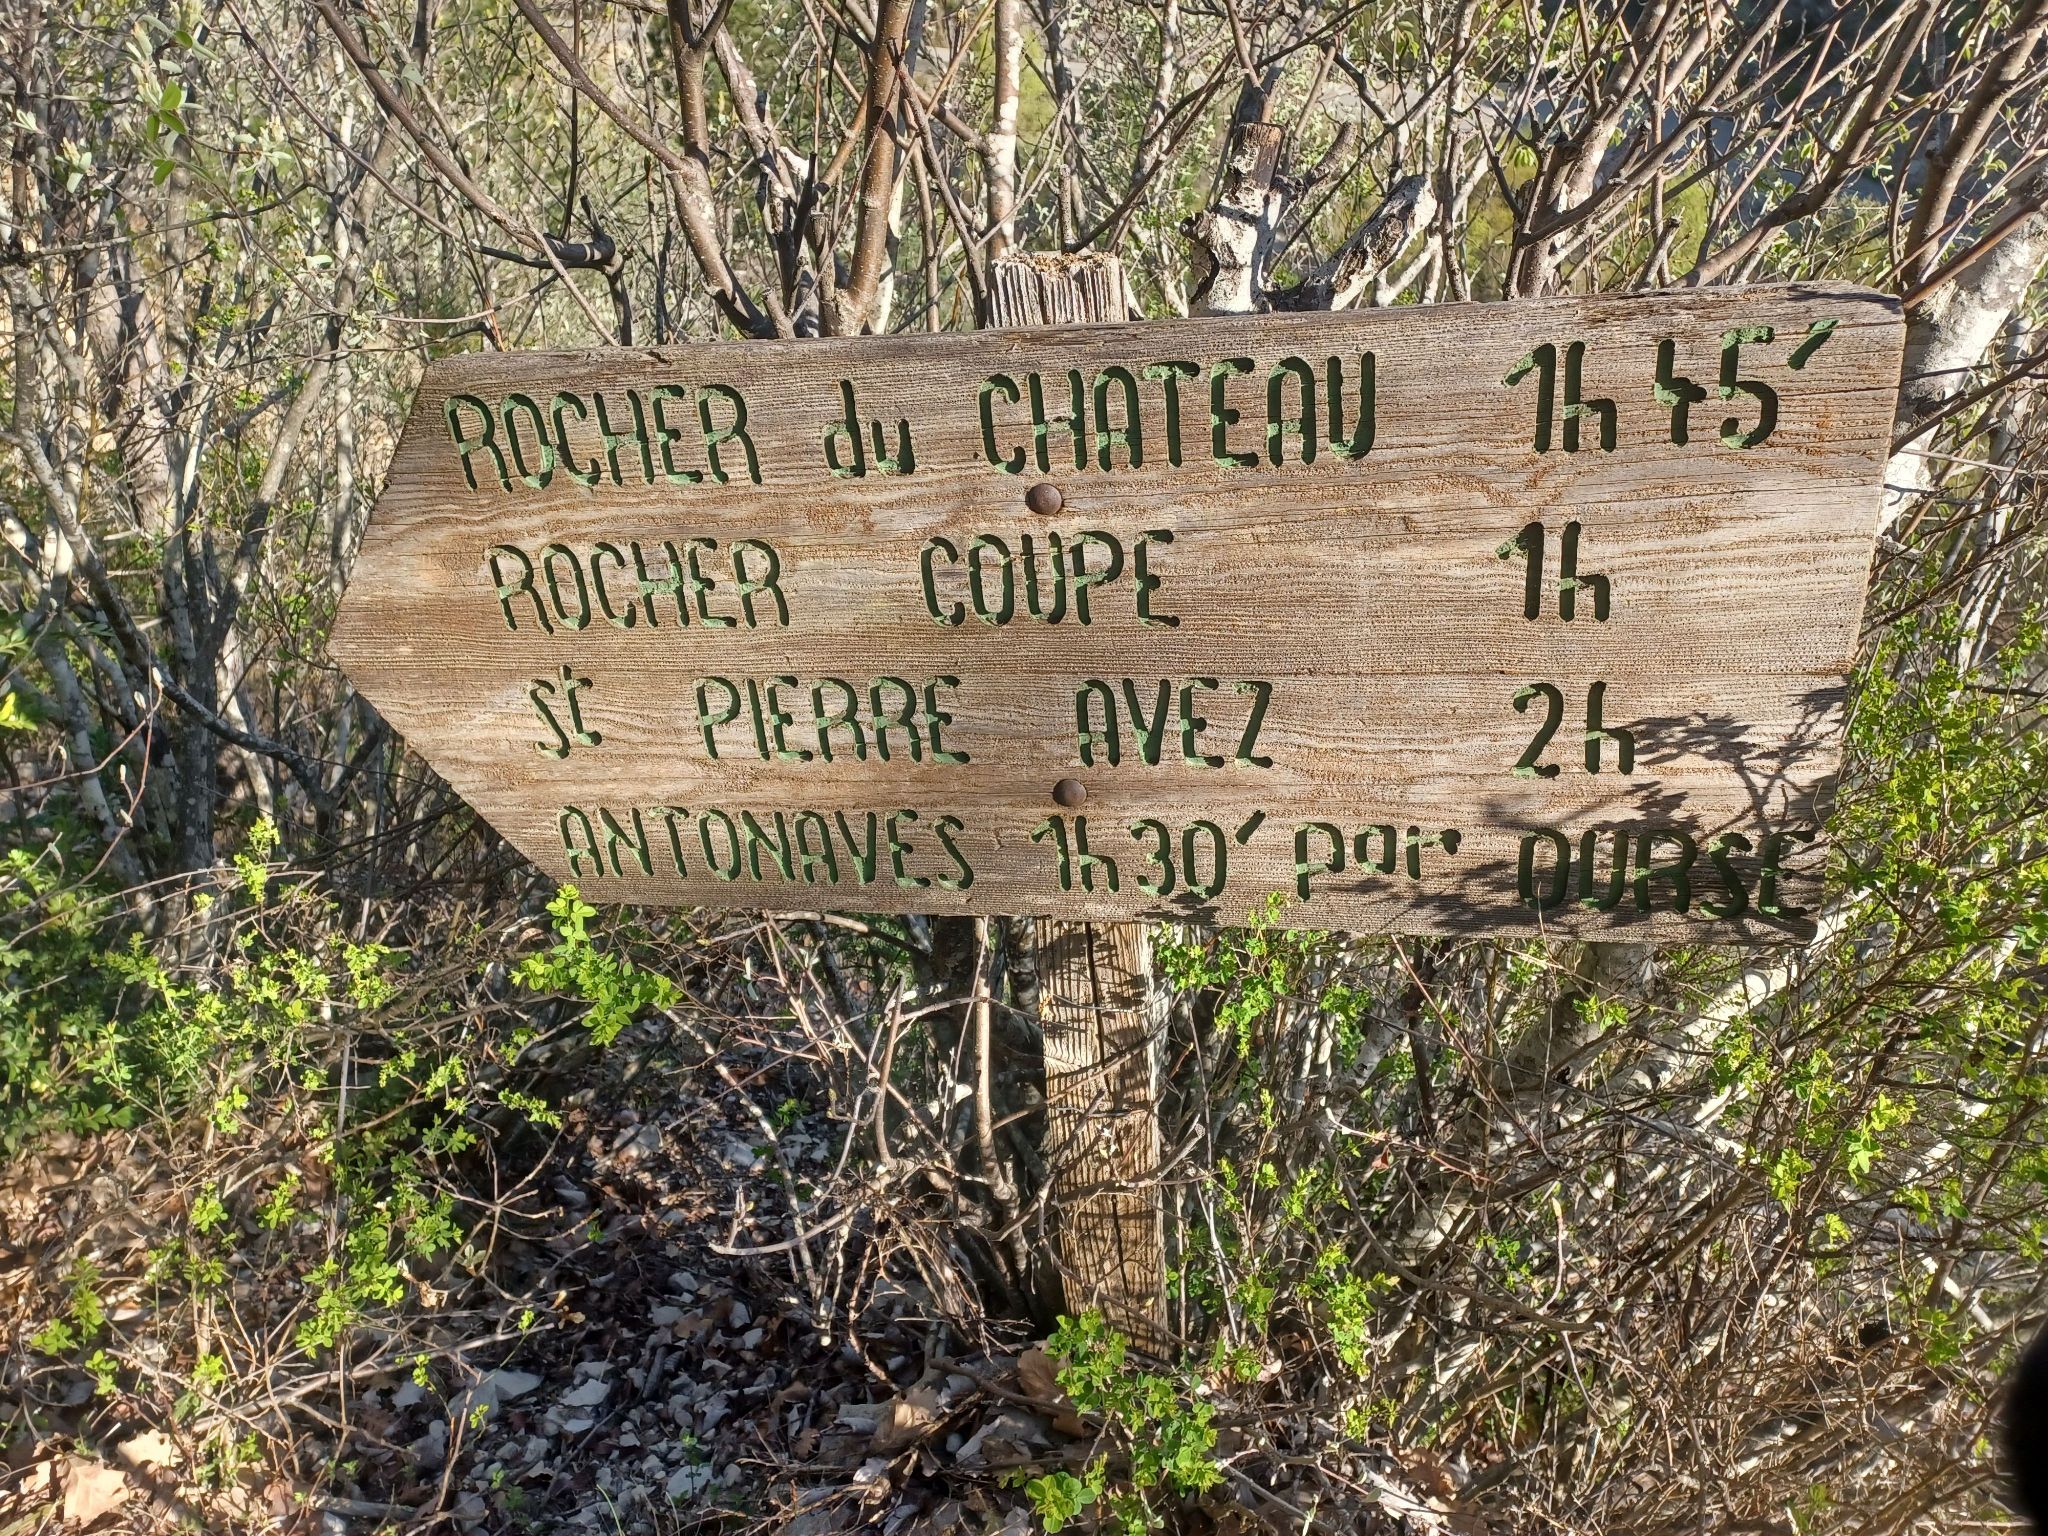 ROCHER du CHATEAU 1h45'
ROCHER COUPE 1h
St PIERRE AVEZ 2h
ANTONAVES 1h30' par OURSE